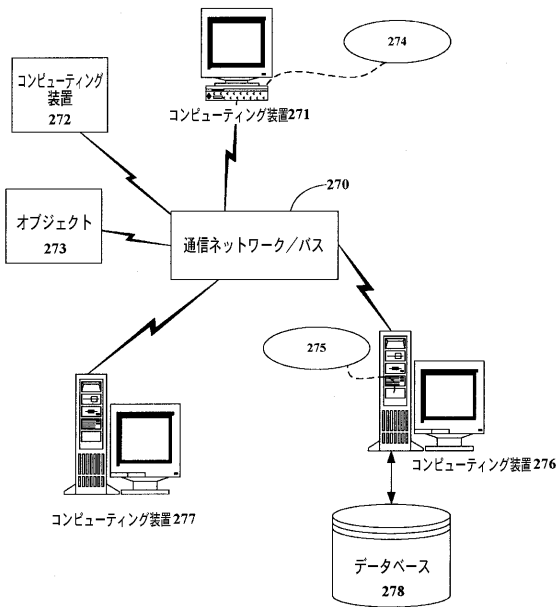 274
コンピューティング
装置
272
コンピューティング装置271
270
オブジェクト
273
通信ネットワーク／バス
275
コンピューティング装置276
コンピューティング装置277
データベース
278